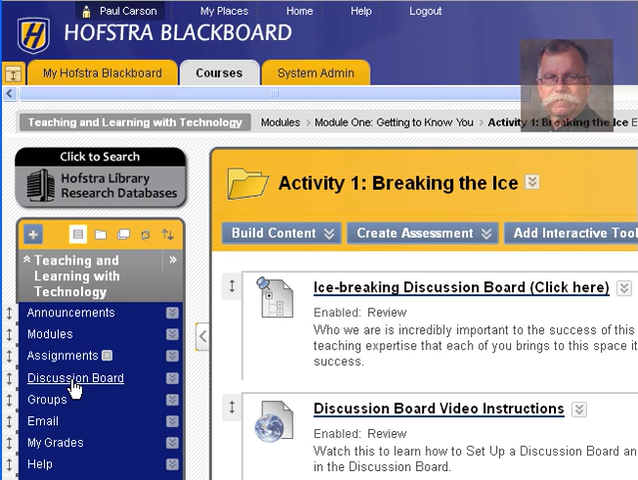 Paul Carson My Places Home Help Logout
HOFSTRA BLACKBOARD
My Hofstra Blackboard Courses System Admin
Teaching and Learning with Technology Modules > Module One: Getting to Know You > Activity 1: Breaking the Ice E
Click to Search
Hofstra Library
Research Databases
Teaching and
Learning with
Technology
Announcements
Modules
Assignments
Discussion Board
Groups
Email
My Grades
Help
Activity 1: Breaking the Ice
Build Content Create Assessment Add Interactive Tool
Ice-breaking Discussion Board (Click here)
Enabled: Review
Who we are is incredibly important to the success of this
teaching expertise that each of you brings to this space it
success.
Discussion Board Video Instructions
Enabled: Review
Watch this to learn how to Set Up a Discussion Board an
in the Discussion Board.